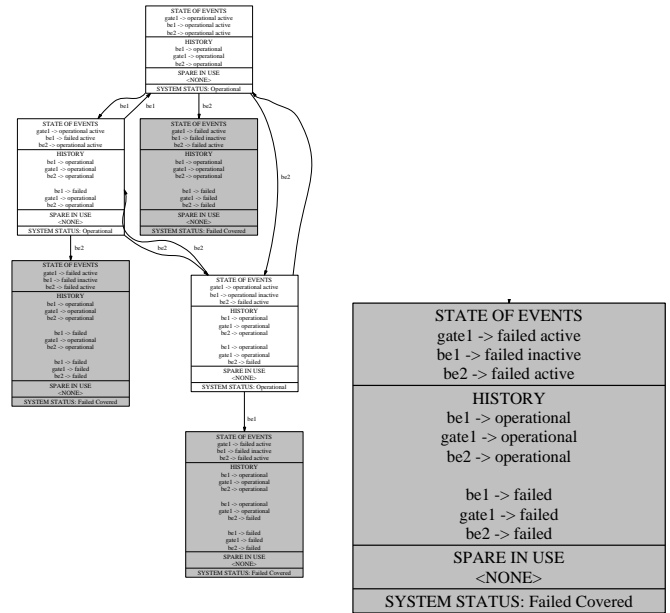 STATE OF EVENTS
gate1 -> operational active
be1 -> operational active
be2 -> operational active
HISTORY
be1 -> operational
gate1 -> operational
be2 -> operational
SPARE IN USE
<NONE>
SYSTEM STATUS: Operational
be1
be1
be2
be2
STATE OF EVENTS
gate1 -> operational active
be1 -> failed active
be2 -> operational active
HISTORY
be1 -> operational
gate1 -> operational
be2 -> operational
be1 -> failed
gate1 -> operational
be2 -> operational
SPARE IN USE
<NONE>
SYSTEM STATUS: Operational
STATE OF EVENTS
gate1 -> failed active
be1 -> failed inactive
be2 -> failed active
HISTORY
be1 -> operational
gate1 -> operational
be2 -> operational
be1 -> failed
gate1 -> failed
be2 -> failed
SPARE IN USE
<NONE>
SYSTEM STATUS: Failed Covered
be2
be2
be2
STATE OF EVENTS
gate1 -> failed active
be1 -> failed inactive
be2 -> failed active
HISTORY
be1 -> operational
gate1 -> operational
be2 -> operational
be1 -> failed
gate1 -> operational
be2 -> operational
be1 -> failed
gate1 -> failed
be2 -> failed
SPARE IN USE
<NONE>
SYSTEM STATUS: Failed Covered
STATE OF EVENTS
gate1 -> operational active
be1 -> operational inactive
be2 -> failed active
HISTORY
be1 -> operational
gate1 -> operational
be2 -> operational
be1 -> operational
gate1 -> operational
be2 -> failed
SPARE IN USE
<NONE>
SYSTEM STATUS: Operational
be1
STATE OF EVENTS
gate1 -> failed active
be1 -> failed inactive
be2 -> failed active
HISTORY
be1 -> operational
gate1 -> operational
be2 -> operational
be1 -> operational
gate1 -> operational
be2 -> failed
be1 -> failed
gate1 -> failed
be2 -> failed
SPARE IN USE
<NONE>
SYSTEM STATUS: Failed Covered
STATE OF EVENTS
gate1 -> failed active
be1 -> failed inactive
be2 -> failed active
HISTORY
be1 -> operational
gate1 -> operational
be2 -> operational
be1 -> failed
gate1 -> failed
be2 -> failed
SPARE IN USE
<NONE>
SYSTEM STATUS: Failed Covered